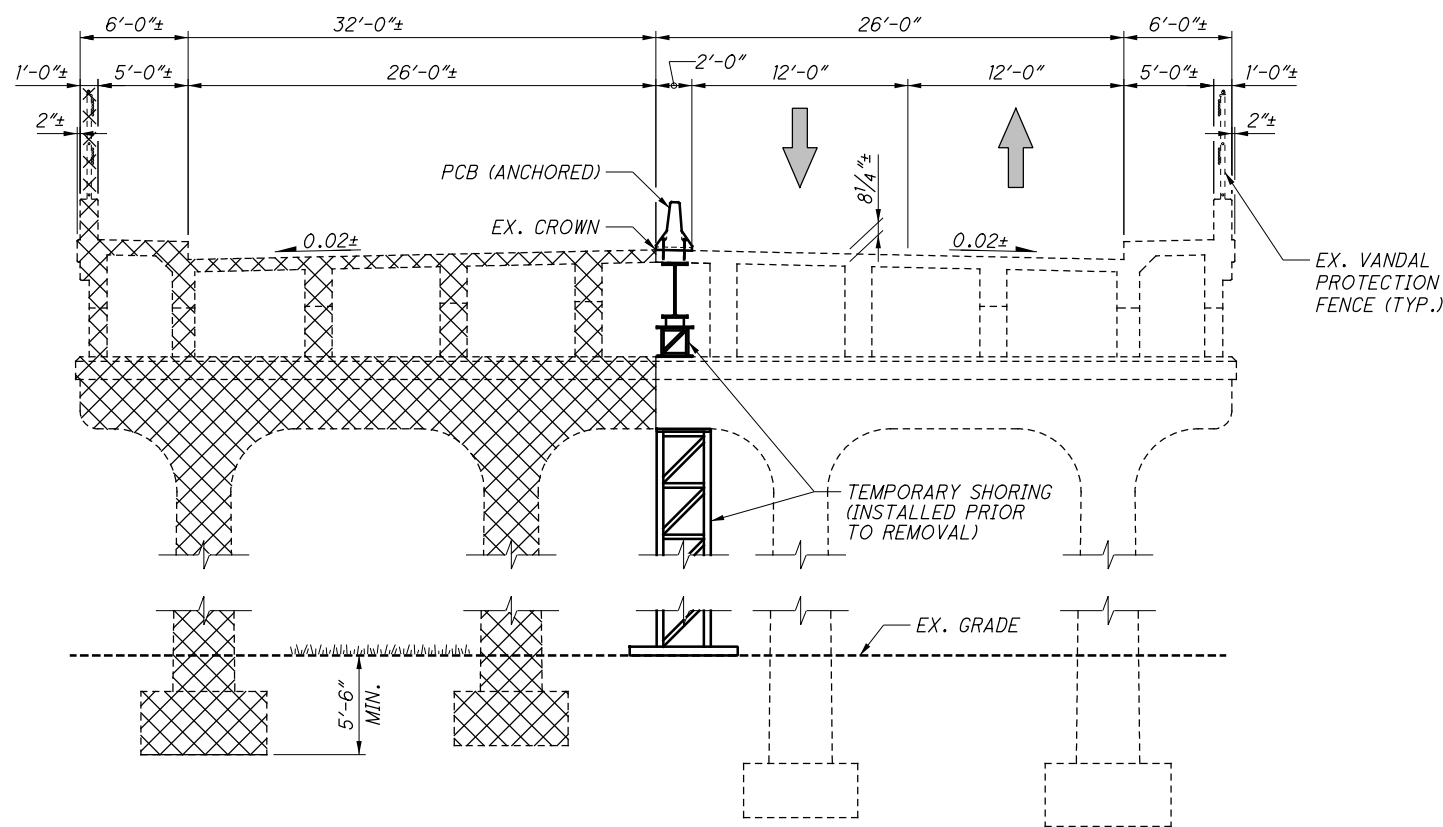 6'-0"± 32'-0"± 26'-0" 6'-0"±
1'-0"± 5'-0"± 26'-0"± 2'-0" 12'-0" 12'-0" 5'-0"± 1'-0"±
2"± 2"±
PCB (ANCHORED)
8 1/4"±
EX. CROWN
0.02± 0.02±
EX. VANDAL
PROTECTION
FENCE (TYP.)
TEMPORARY SHORING
(INSTALLED PRIOR
TO REMOVAL)
EX. GRADE
5'-6"
MIN.